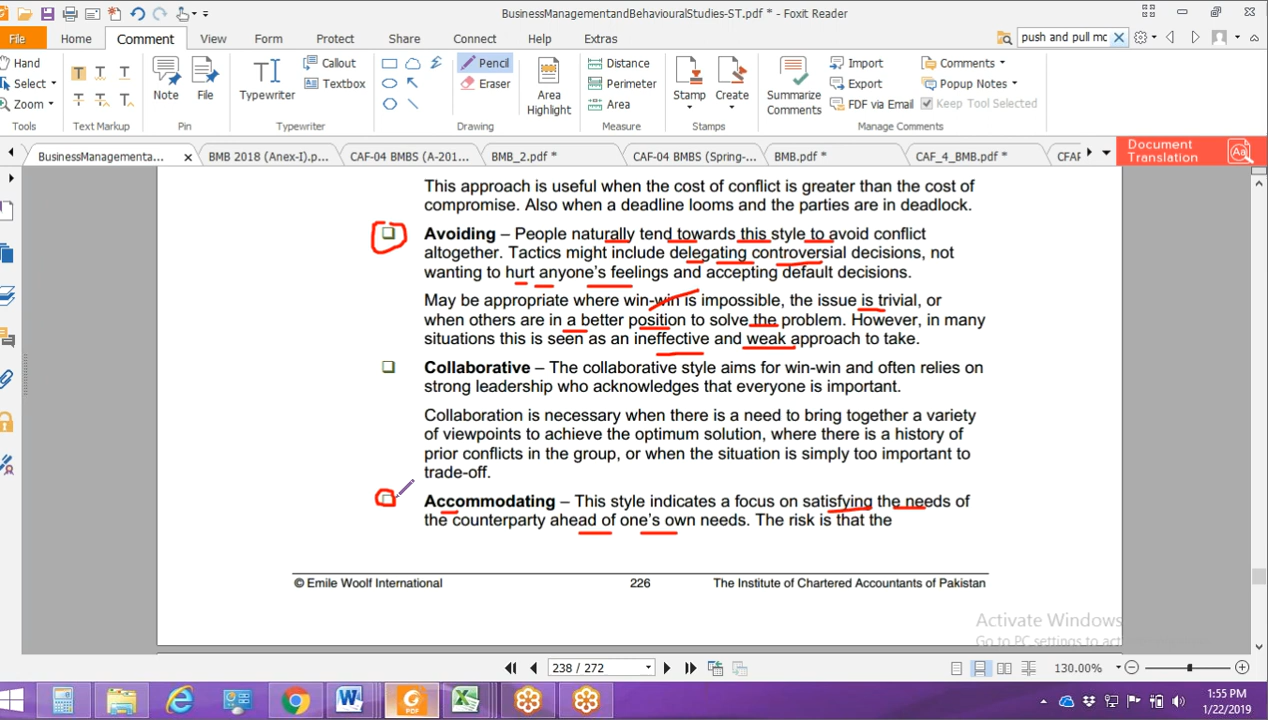 BusinessManagementandBehaviouralStudies-ST.pdf * - Foxit Reader
File Home Comment View Form Protect Share Connect Help Extras push and pull mc
Hand
Select
Zoom
Tools
Text Markup
Note File
Pin
Typewriter
Callout
Textbox
Typewriter
Pencil
Eraser
Drawing
Area Highlight
Distance
Perimeter
Area
Measure
Stamp Create
Stamps
Summarize Comments
Import
Export
FDF via Email
Comments
Popup Notes
Keep Tool Selected
Manage Comments
BusinessManagementa... BMB 2018 (Anex-I).p... CAF-04 BMBS (A-201... BMB_2.pdf * CAF-04 BMBS (Spring-... BMB.pdf * CAF_4_BMB.pdf * CFAF
Document Translation
This approach is useful when the cost of conflict is greater than the cost of
compromise. Also when a deadline looms and the parties are in deadlock.
Avoiding – People naturally tend towards this style to avoid conflict
altogether. Tactics might include delegating controversial decisions, not
wanting to hurt anyone's feelings and accepting default decisions.
May be appropriate where win-win is impossible, the issue is trivial, or
when others are in a better position to solve the problem. However, in many
situations this is seen as an ineffective and weak approach to take.
Collaborative – The collaborative style aims for win-win and often relies on
strong leadership who acknowledges that everyone is important.
Collaboration is necessary when there is a need to bring together a variety
of viewpoints to achieve the optimum solution, where there is a history of
prior conflicts in the group, or when the situation is simply too important to
trade-off.
Accommodating – This style indicates a focus on satisfying the needs of
the counterparty ahead of one's own needs. The risk is that the
© Emile Woolf International 226 The Institute of Chartered Accountants of Pakistan
Activate Windows
Go to PC settings to act
238 / 272 130.00%
1:55 PM
1/22/2019